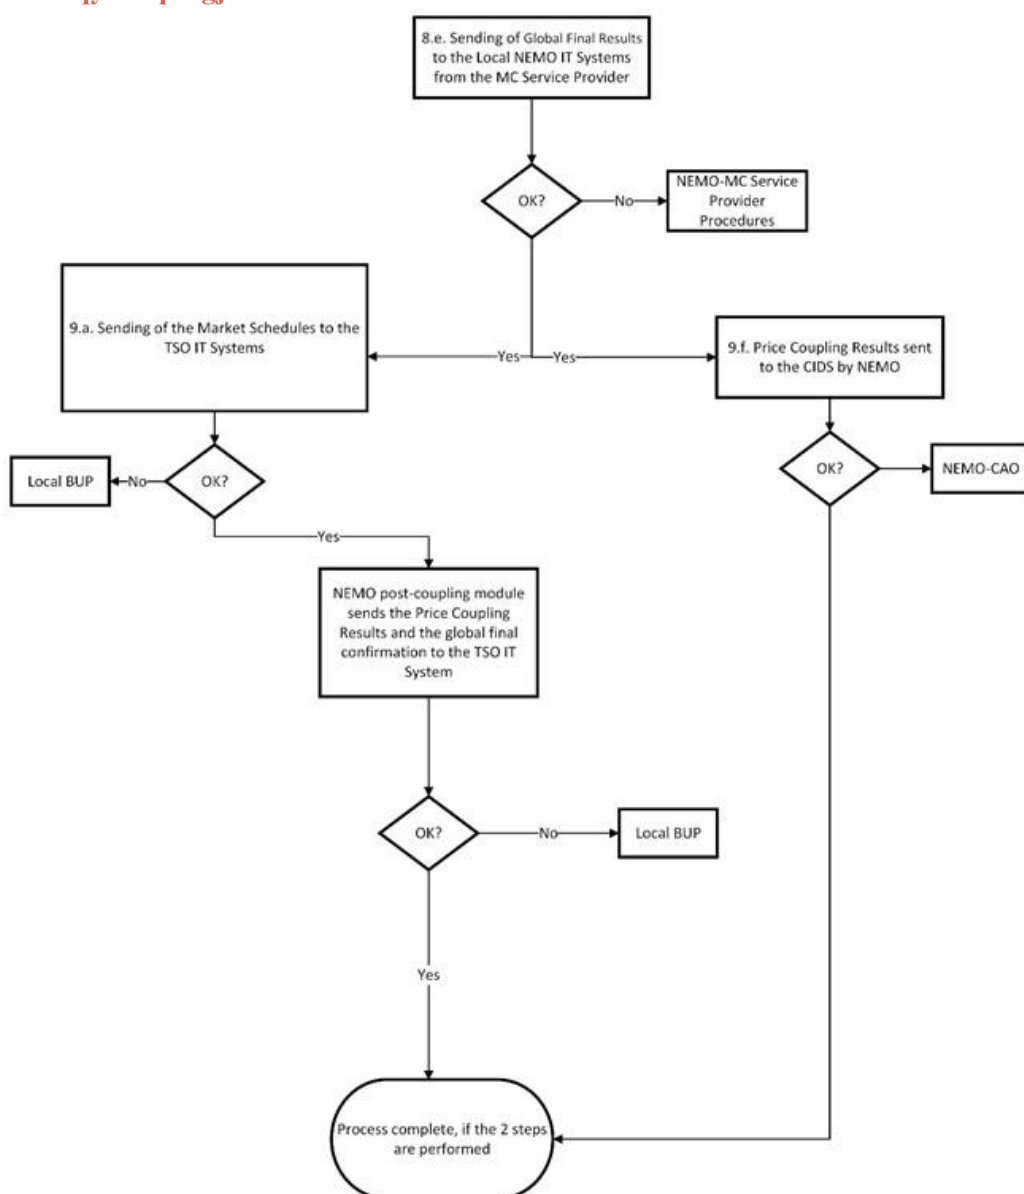 8.e. Sending of Global Final Results
to the Local NEMO IT Systems
from the MC Service Provider
OK?
No
NEMO-MC Service
Provider
Procedures
9.a. Sending of the Market Schedules to the
TSO IT Systems
Yes
Yes
9.f. Price Coupling Results sent
to the CIDS by NEMO
OK?
NEMO-CAO
Local BUP
No
OK?
Yes
NEMO post-coupling module
sends the Price Coupling
Results and the global final
confirmation to the TSO IT
System
OK?
No
Local BUP
Yes
Process complete, if the 2 steps
are performed